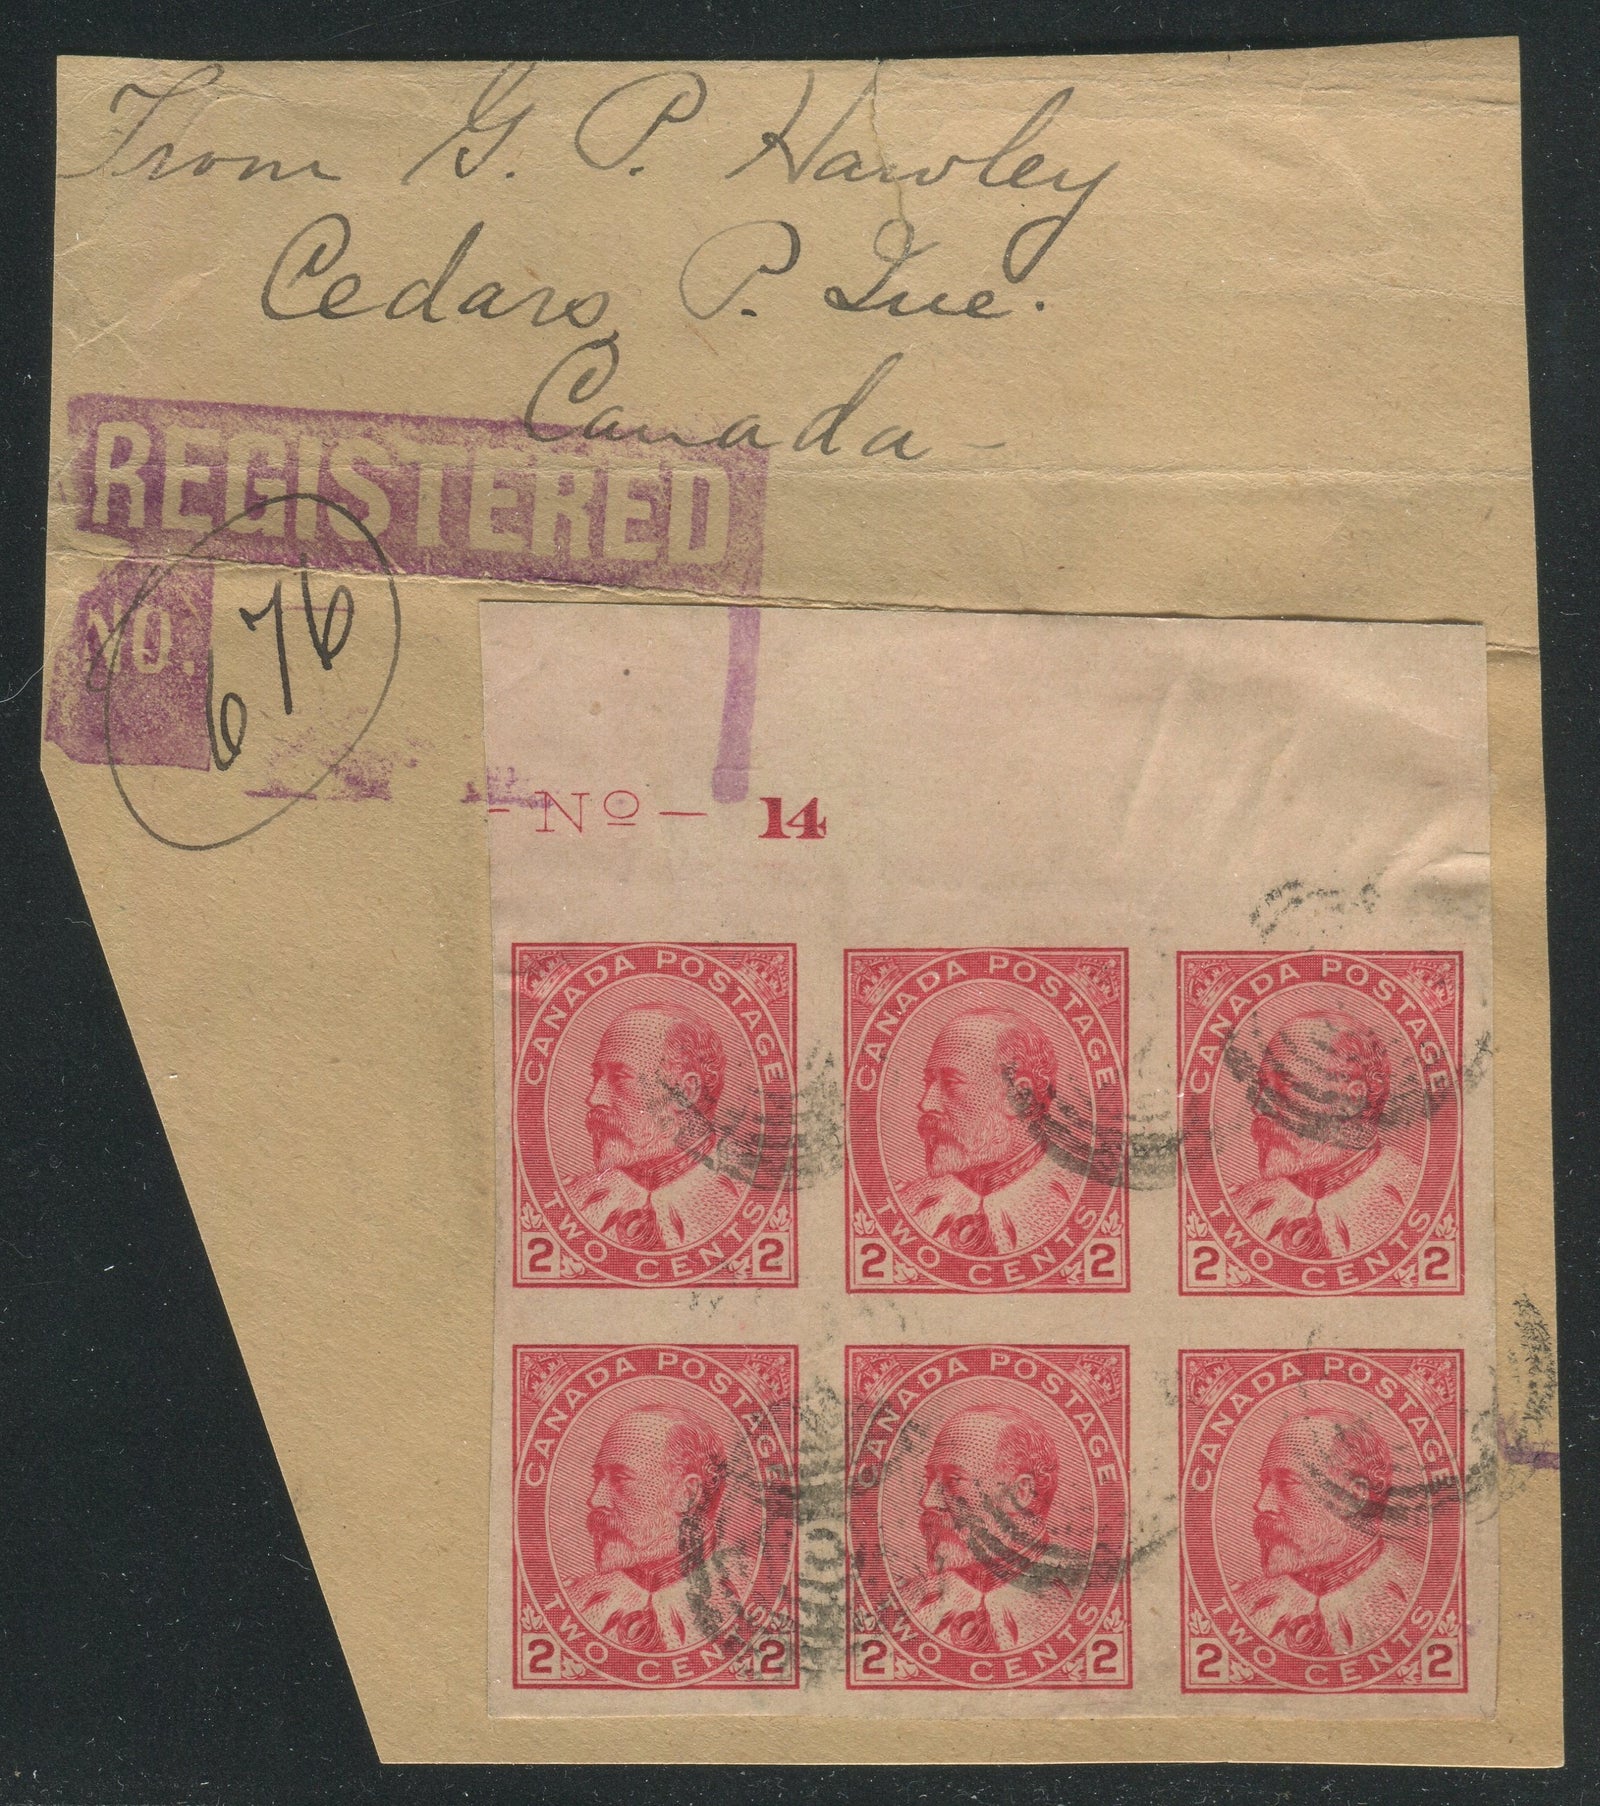 From G. P. Hawley
Cedars, P. Que.
Canada -
REGISTERED
No. 676
- No - 14
CANADA POSTAGE CANADA POSTAGE CANADA POSTAGE
2 TWO CENTS 2 2 TWO CENTS 2 2 TWO CENTS 2
CANADA POSTAGE CANADA POSTAGE CANADA POSTAGE
2 TWO CENTS 2 2 TWO CENTS 2 2 TWO CENTS 2